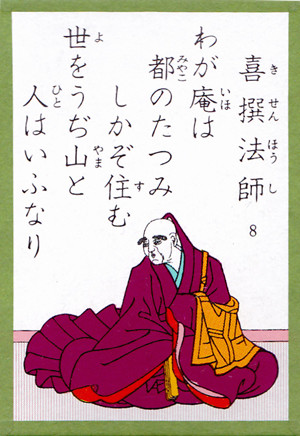 喜撰法師
きせんほうし
8
わが庵は
いほ
都のたつみ
みやこ
しかぞ住む
す
世をうぢ山と
よ
やま
人はいふなり
ひと